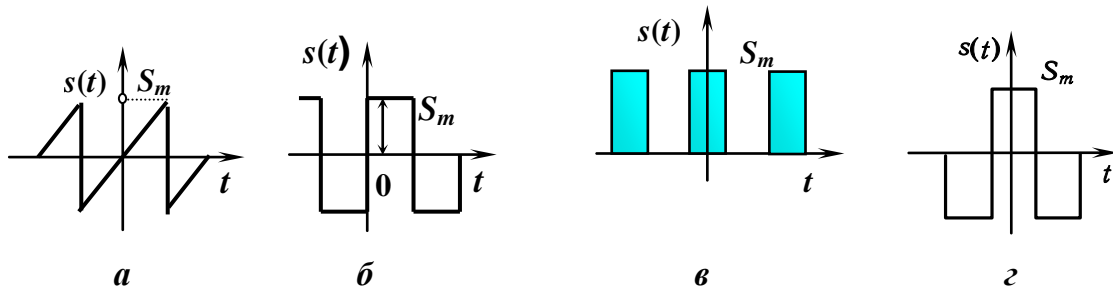 s(t) S_m t
а
s(t) S_m 0 t
б
s(t) S_m t
в
s(t) S_m t
г